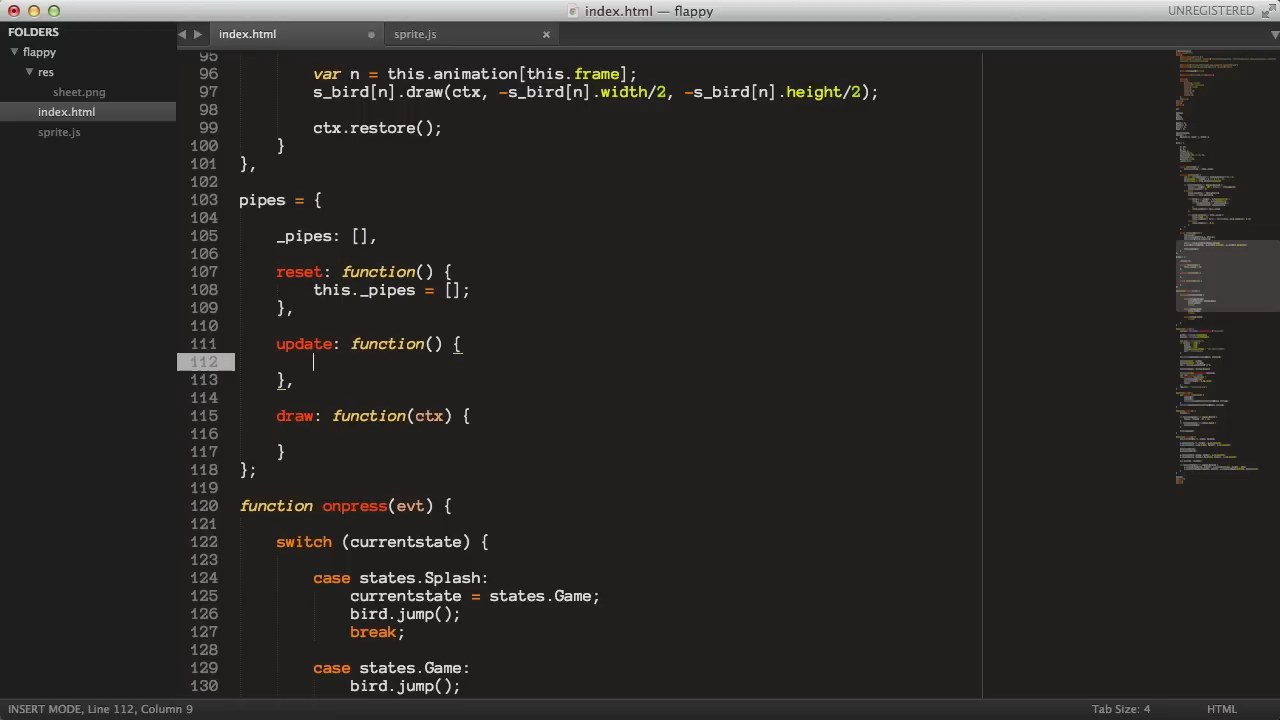 index.html — flappy
UNREGISTERED
FOLDERS
flappy
res
sheet.png
index.html
sprite.js
index.html
sprite.js
95
96 var n = this.animation[this.frame];
97 s_bird[n].draw(ctx, -s_bird[n].width/2, -s_bird[n].height/2);
98
99 ctx.restore();
100 }
101 },
102
103 pipes = {
104
105 _pipes: [],
106
107 reset: function() {
108 this._pipes = [];
109 },
110
111 update: function() {
112
113 },
114
115 draw: function(ctx) {
116
117 }
118 };
119
120 function onpress(evt) {
121
122 switch (currentstate) {
123
124 case states.Splash:
125 currentstate = states.Game;
126 bird.jump();
127 break;
128
129 case states.Game:
130 bird.jump();
INSERT MODE, Line 112, Column 9
Tab Size: 4
HTML